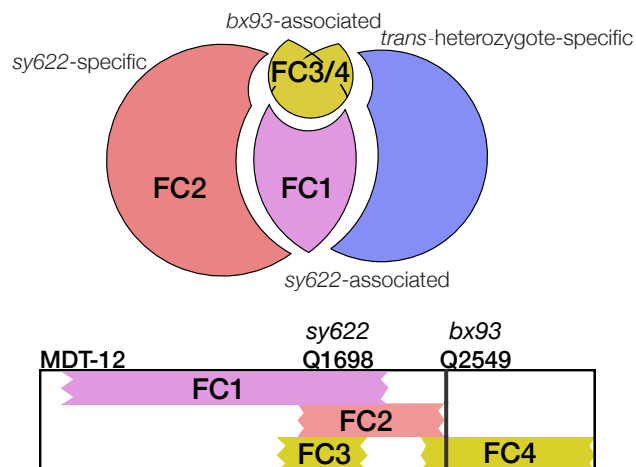 bx93-associated
trans-heterozygote-specific
sy622-specific
FC3/4
FC2
FC1
sy622-associated
sy622 bx93
MDT-12 Q1698 Q2549
FC1
FC2
FC3 FC4